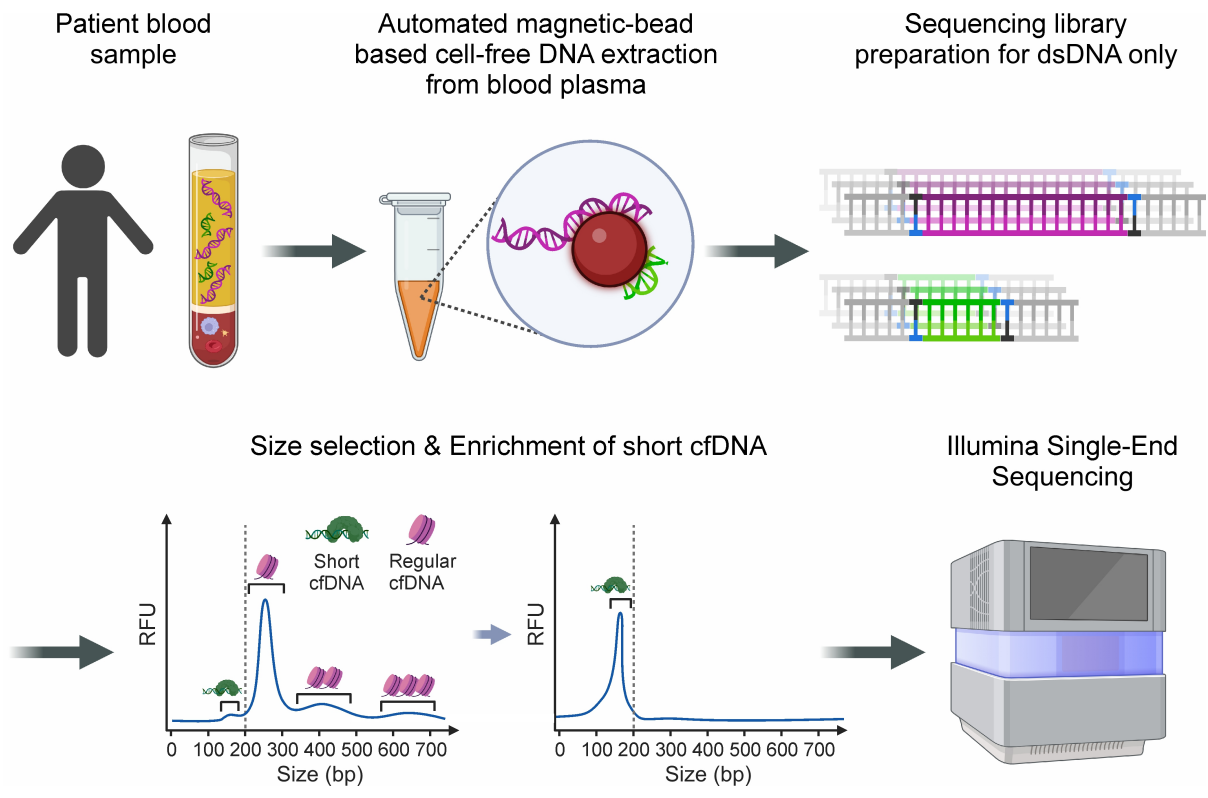 Patient blood
sample
Automated magnetic-bead
based cell-free DNA extraction
from blood plasma
Sequencing library
preparation for dsDNA only
Size selection & Enrichment of short cfDNA
Illumina Single-End
Sequencing
RFU
Short
cfDNA
Regular
cfDNA
0 100 200 300 400 500 600 700
Size (bp)
RFU
0 100 200 300 400 500 600 700
Size (bp)